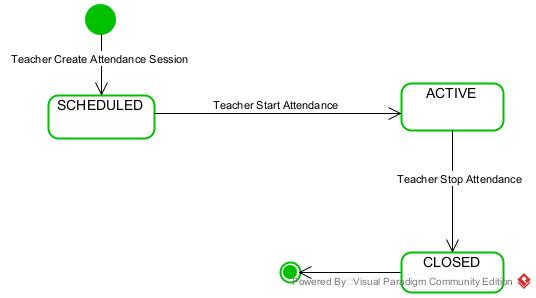 Teacher Create Attendance Session
SCHEDULED
Teacher Start Attendance
ACTIVE
Teacher Stop Attendance
CLOSED
Powered By Visual Paradigm Community Edition